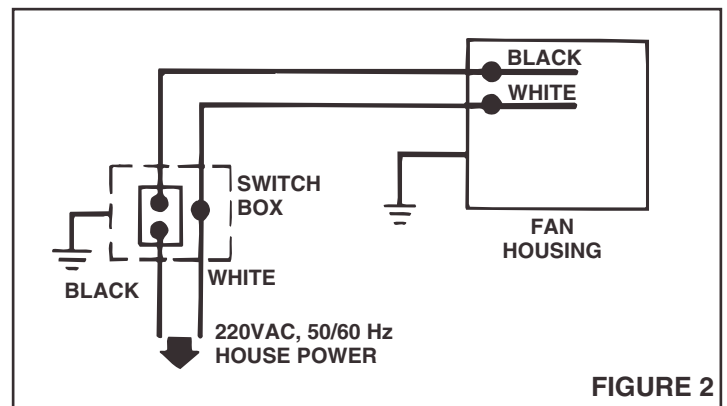 BLACK
WHITE
SWITCH
BOX
FAN
HOUSING
BLACK
WHITE
220VAC, 50/60 Hz
HOUSE POWER
FIGURE 2